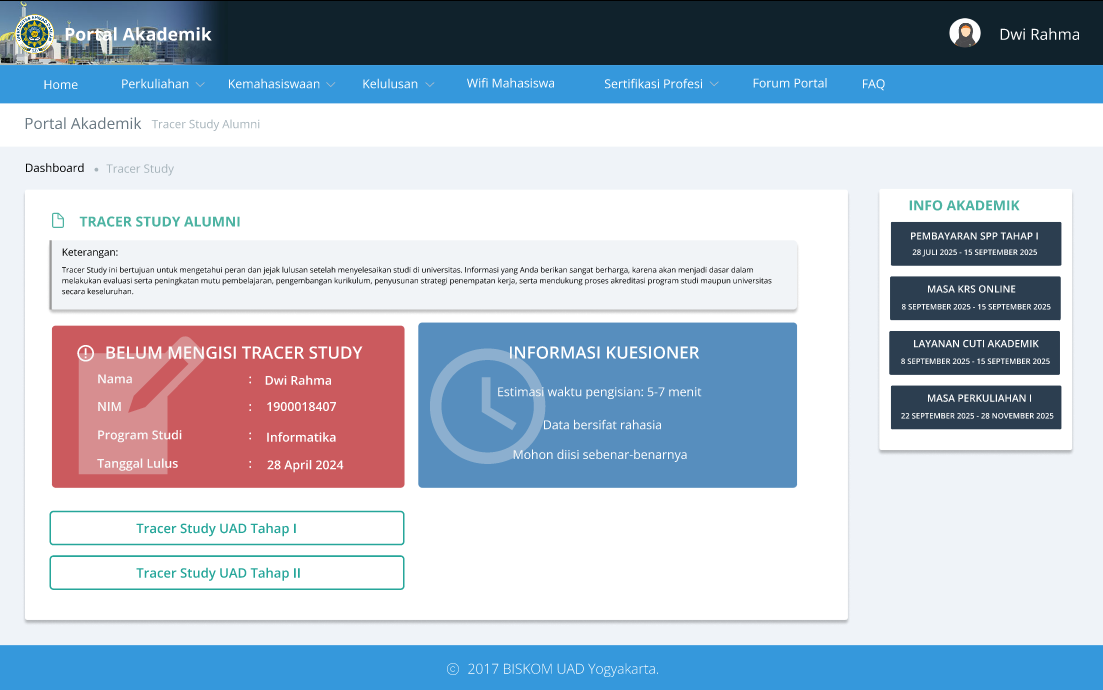 Portal Akademik
Dwi Rahma
Home Perkuliahan Kemahasiswaan Kelulusan Wifi Mahasiswa Sertifikasi Profesi Forum Portal FAQ
Portal Akademik Tracer Study Alumni
Dashboard • Tracer Study
TRACER STUDY ALUMNI
Keterangan:
Tracer Study ini bertujuan untuk mengetahui peran dan jejak lulusan setelah menyelesaikan studi di universitas. Informasi yang Anda berikan sangat berharga, karena akan menjadi dasar dalam
melakukan evaluasi serta peningkatan mutu pembelajaran, pengembangan kurikulum, penyusunan strategi penempatan kerja, serta mendukung proses akreditasi program studi maupun universitas
secara keseluruhan.
BELUM MENGISI TRACER STUDY
Nama : Dwi Rahma
NIM : 1900018407
Program Studi : Informatika
Tanggal Lulus : 28 April 2024
INFORMASI KUESIONER
Estimasi waktu pengisian: 5-7 menit
Data bersifat rahasia
Mohon diisi sebenar-benarnya
Tracer Study UAD Tahap I
Tracer Study UAD Tahap II
INFO AKADEMIK
PEMBAYARAN SPP TAHAP I
28 JULI 2025 - 15 SEPTEMBER 2025
MASA KRS ONLINE
8 SEPTEMBER 2025 - 15 SEPTEMBER 2025
LAYANAN CUTI AKADEMIK
8 SEPTEMBER 2025 - 15 SEPTEMBER 2025
MASA PERKULIAHAN I
22 SEPTEMBER 2025 - 28 NOVEMBER 2025
© 2017 BISKOM UAD Yogyakarta.